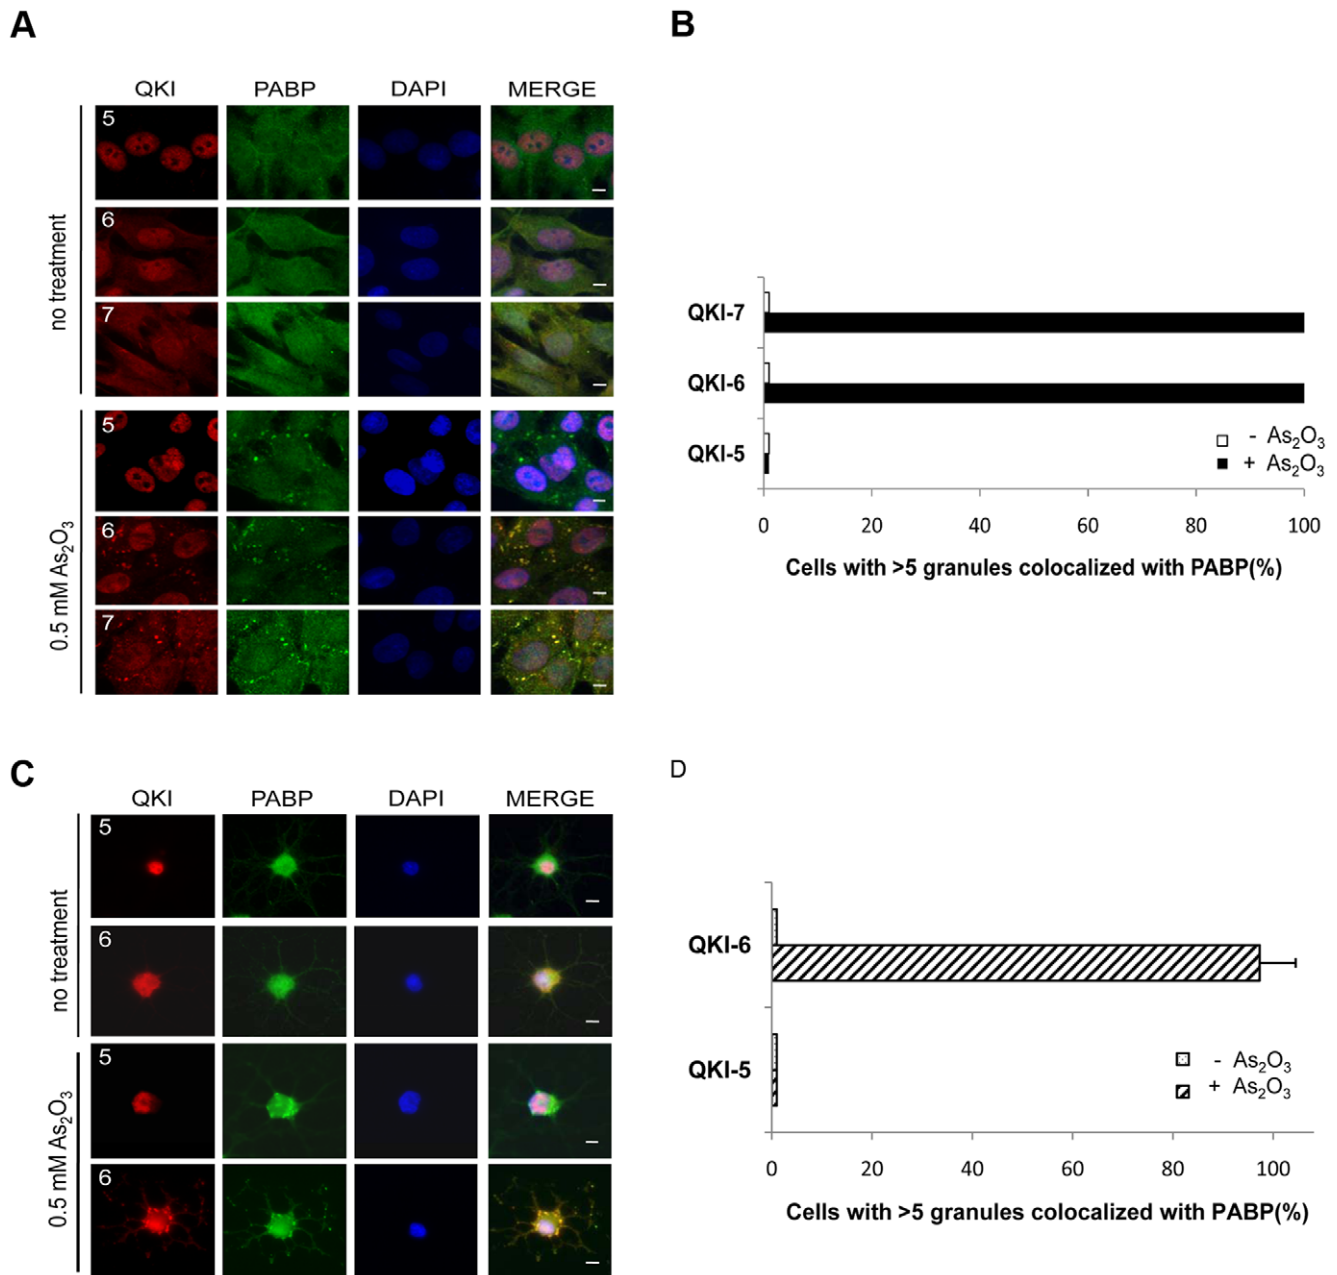 A
QKI PABP DAPI MERGE
no treatment
5
6
7
0.5 mM As₂O₃
5
6
7
B
QKI-7
QKI-6
QKI-5
- As₂O₃
+ As₂O₃
0 20 40 60 80 100
Cells with >5 granules colocalized with PABP(%)
C
QKI PABP DAPI MERGE
no treatment
5
6
0.5 mM As₂O₃
5
6
D
QKI-6
QKI-5
- As₂O₃
+ As₂O₃
0 20 40 60 80 100
Cells with >5 granules colocalized with PABP(%)